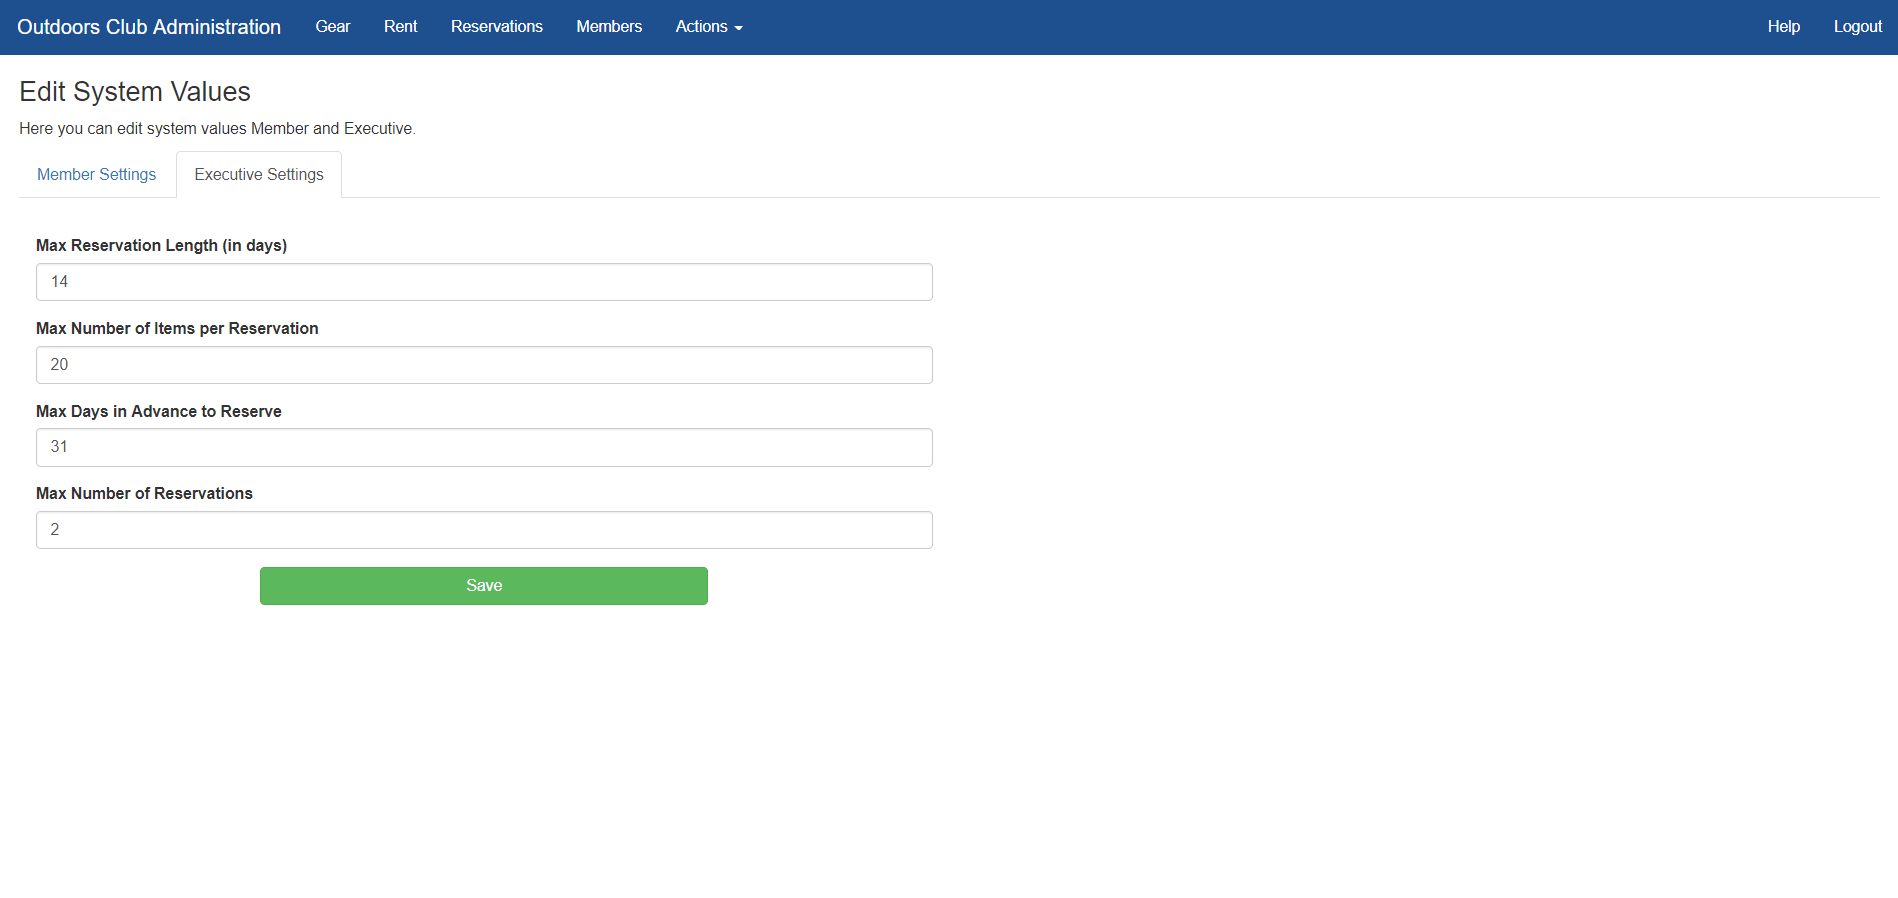 Outdoors Club Administration Gear Rent Reservations Members Actions Help Logout
Edit System Values
Here you can edit system values Member and Executive.
Member Settings Executive Settings
Max Reservation Length (in days)
14
Max Number of Items per Reservation
20
Max Days in Advance to Reserve
31
Max Number of Reservations
2
Save